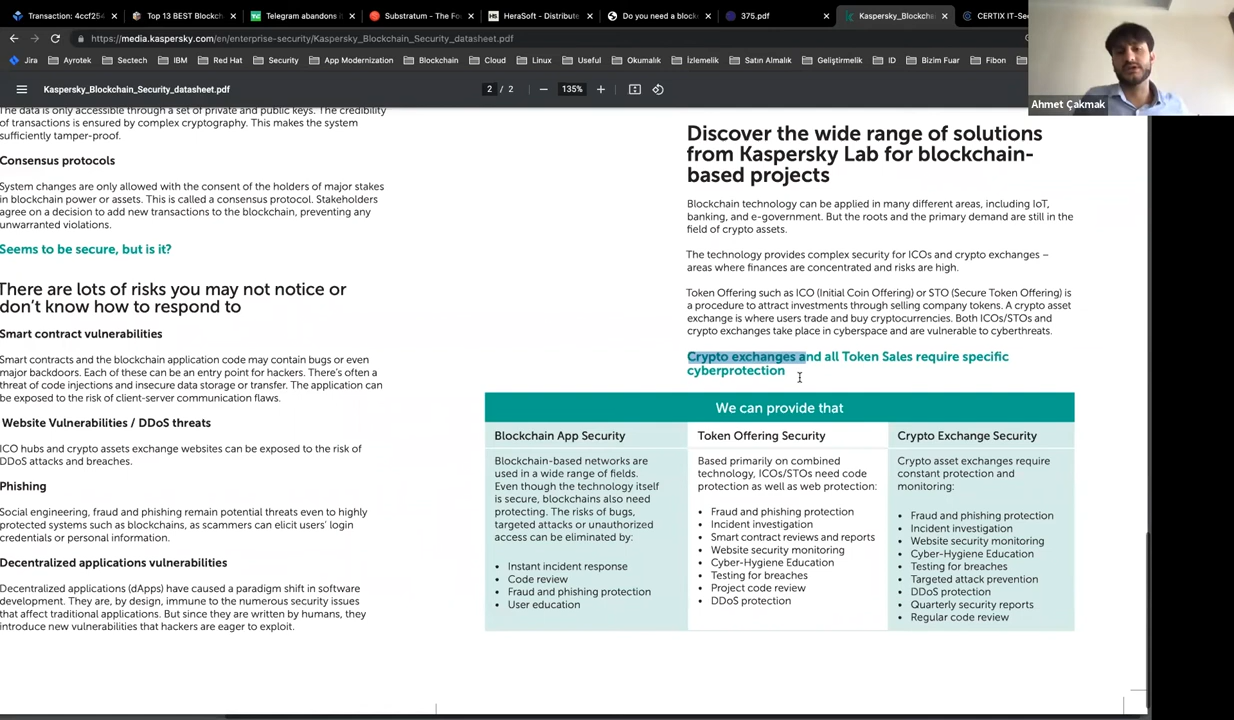 Transaction: 4ccf254
Top 13 BEST Blockch
Telegram abandons i
Substratum - The Fo
HeraSoft - Distribute
Do you need a block
375.pdf
Kaspersky_Blockchai
CERTIX IT-Sec
https://media.kaspersky.com/en/enterprise-security/Kaspersky_Blockchain_Security_datasheet.pdf
Jira
Ayrotek
Sectech
IBM
Red Hat
Security
App Modernization
Blockchain
Cloud
Linux
Useful
Okumalık
İzlemelik
Satın Almalık
Geliştirmelik
ID
Bizim Fuar
Fibon
Kaspersky_Blockchain_Security_datasheet.pdf
2 / 2
135%
Ahmet Çakmak
The data is only accessible through a set of private and public keys. The credibility
of transactions is ensured by complex cryptography. This makes the system
sufficiently tamper-proof.
Consensus protocols
System changes are only allowed with the consent of the holders of major stakes
in blockchain power or assets. This is called a consensus protocol. Stakeholders
agree on a decision to add new transactions to the blockchain, preventing any
unwarranted violations.
Seems to be secure, but is it?
There are lots of risks you may not notice or
don't know how to respond to
Smart contract vulnerabilities
Smart contracts and the blockchain application code may contain bugs or even
major backdoors. Each of these can be an entry point for hackers. There's often a
threat of code injections and insecure data storage or transfer. The application can
be exposed to the risk of client-server communication flaws.
Website Vulnerabilities / DDoS threats
ICO hubs and crypto assets exchange websites can be exposed to the risk of
DDoS attacks and breaches.
Phishing
Social engineering, fraud and phishing remain potential threats even to highly
protected systems such as blockchains, as scammers can elicit users' login
credentials or personal information.
Decentralized applications vulnerabilities
Decentralized applications (dApps) have caused a paradigm shift in software
development. They are, by design, immune to the numerous security issues
that affect traditional applications. But since they are written by humans, they
introduce new vulnerabilities that hackers are eager to exploit.
Discover the wide range of solutions
from Kaspersky Lab for blockchain-
based projects
Blockchain technology can be applied in many different areas, including IoT,
banking, and e-government. But the roots and the primary demand are still in the
field of crypto assets.
The technology provides complex security for ICOs and crypto exchanges –
areas where finances are concentrated and risks are high.
Token Offering such as ICO (Initial Coin Offering) or STO (Secure Token Offering) is
a procedure to attract investments through selling company tokens. A crypto asset
exchange is where users trade and buy cryptocurrencies. Both ICOs/STOs and
crypto exchanges take place in cyberspace and are vulnerable to cyberthreats.
Crypto exchanges and all Token Sales require specific
cyberprotection
We can provide that
Blockchain App Security
Blockchain-based networks are
used in a wide range of fields.
Even though the technology itself
is secure, blockchains also need
protecting. The risks of bugs,
targeted attacks or unauthorized
access can be eliminated by:
• Instant incident response
• Code review
• Fraud and phishing protection
• User education
Token Offering Security
Based primarily on combined
technology, ICOs/STOs need code
protection as well as web protection:
• Fraud and phishing protection
• Incident investigation
• Smart contract reviews and reports
• Website security monitoring
• Cyber-Hygiene Education
• Testing for breaches
• Project code review
• DDoS protection
Crypto Exchange Security
Crypto asset exchanges require
constant protection and
monitoring:
• Fraud and phishing protection
• Incident investigation
• Website security monitoring
• Cyber-Hygiene Education
• Testing for breaches
• Targeted attack prevention
• DDoS protection
• Quarterly security reports
• Regular code review